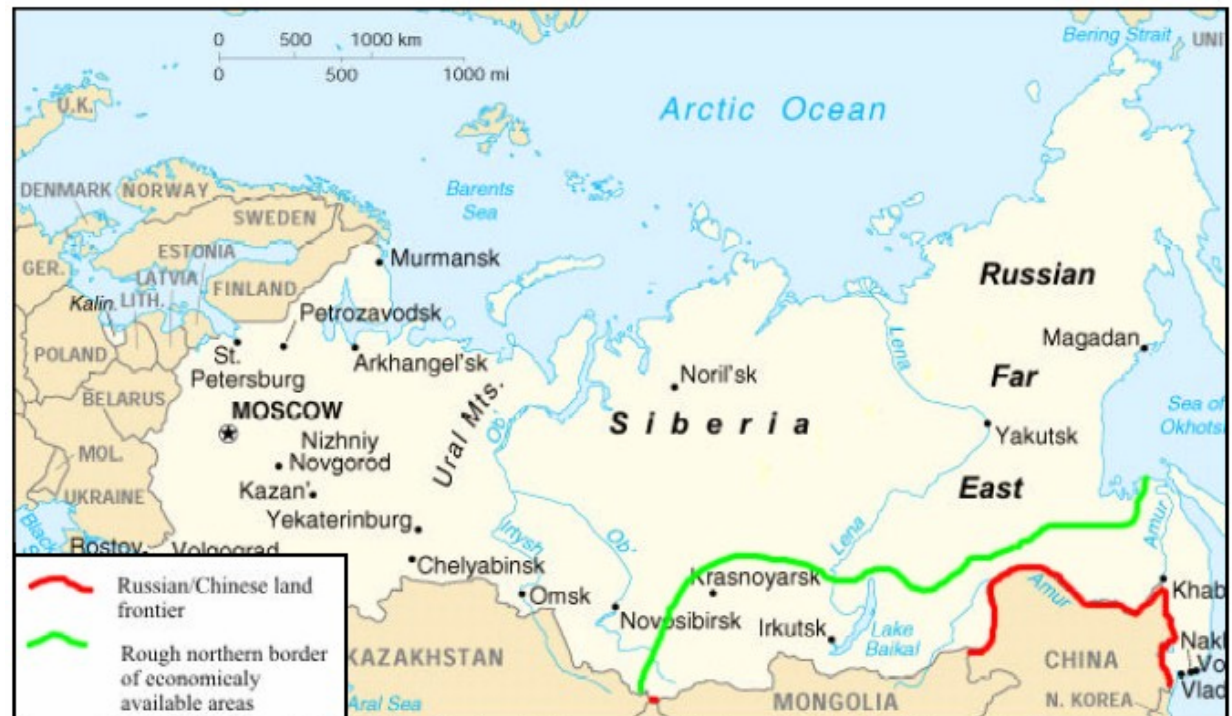 0 500 1000 km
0 500 1000 mi
Bering Strait
UNI
U.K.
Arctic Ocean
DENMARK
NORWAY
Barents
Sea
SWEDEN
ESTONIA
GER.
LATVIA
FINLAND
Murmansk
Russian
Kalin.
LITH.
Petrozavodsk
Lena
Magadan
POLAND
St.
Petersburg
Arkhangel'sk
Noril'sk
Far
BELARUS
MOSCOW
Ural Mts.
Ob'
Siberia
Sea of
Okhots
Yakutsk
MOL.
Nizhniy
Novgorod
UKRAINE
Kazan'
East
Black
Yekaterinburg
Irtysh
Ob'
Lena
Amur
Rostov
Volgograd
Chelyabinsk
Krasnoyarsk
Omsk
Novosibirsk
Irkutsk
Lake
Baikal
Amur
Khab
Nak
Vo
Vlad
KAZAKHSTAN
Aral Sea
MONGOLIA
CHINA
N. KOREA
Russian/Chinese land
frontier
Rough northern border
of economicaly
available areas